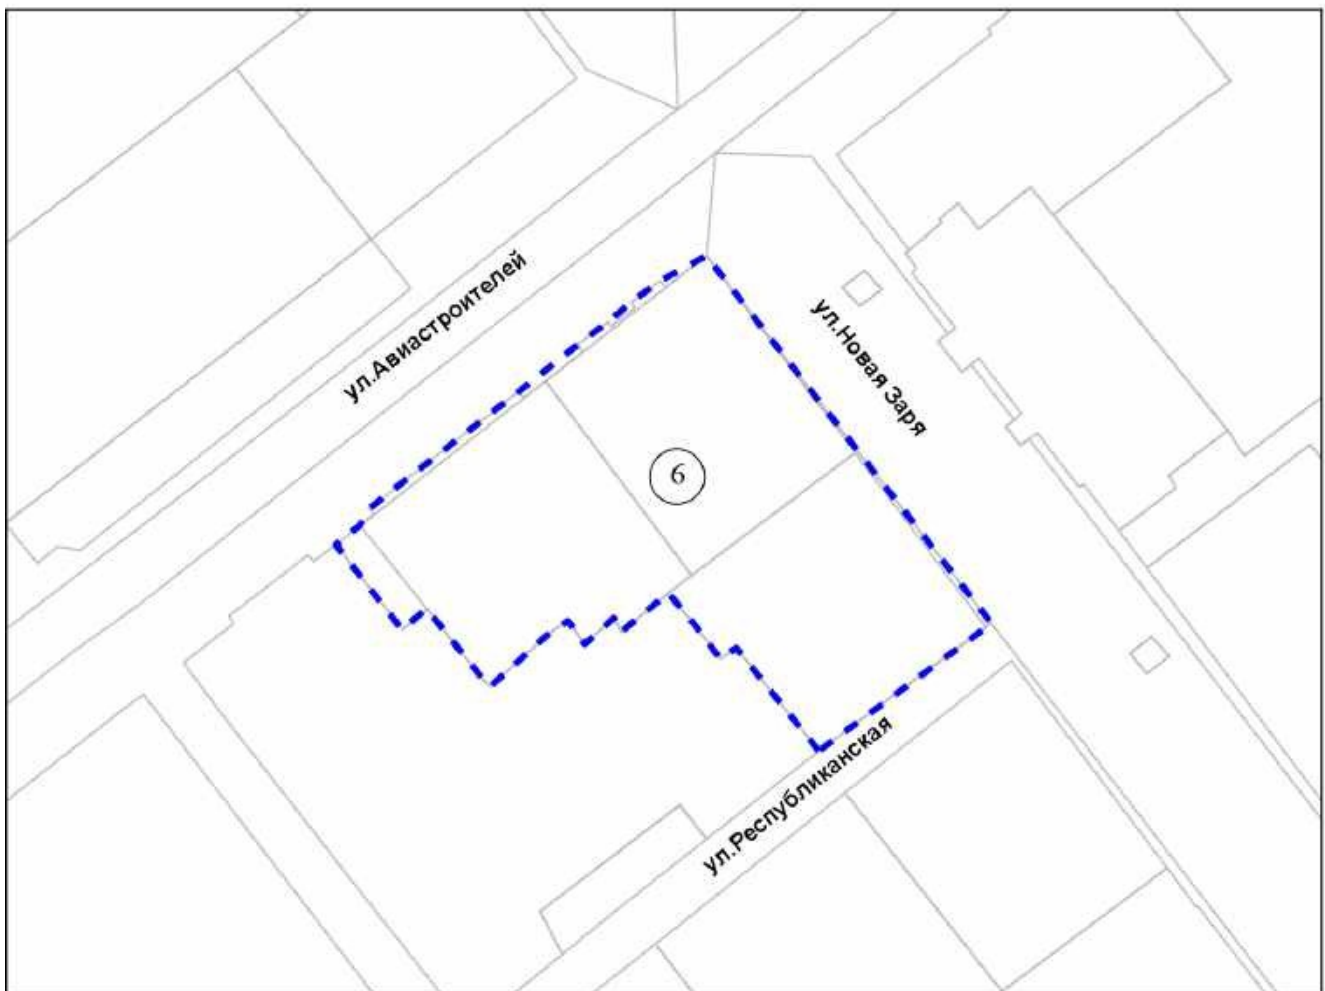 ул.Авиастроителей
ул.Новая Заря
6
ул.Республиканская